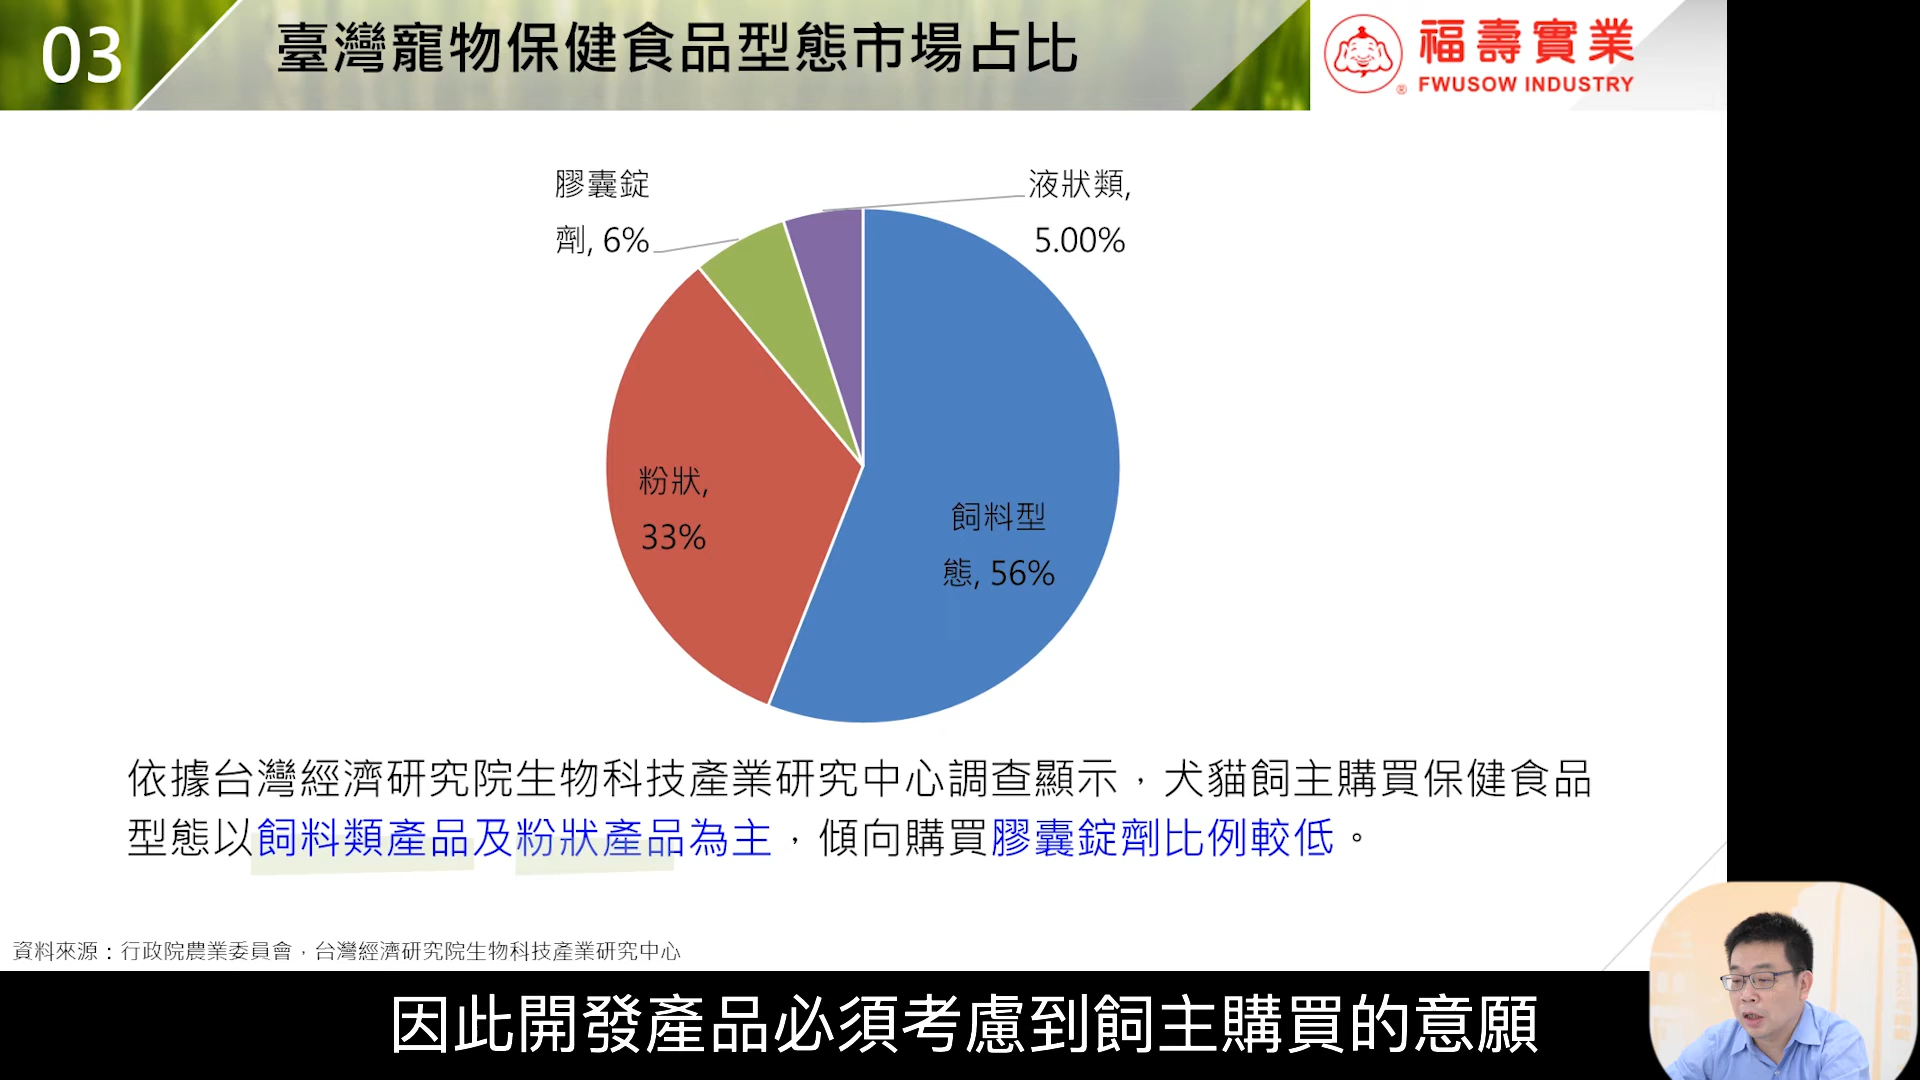 03
臺灣寵物保健食品型態市場占比
福壽實業
® FWUSOW INDUSTRY
膠囊錠
劑, 6%
液狀類,
5.00%
粉狀,
33%
飼料型
態, 56%
依據台灣經濟研究院生物科技產業研究中心調查顯示，犬貓飼主購買保健食品
型態以飼料類產品及粉狀產品為主，傾向購買膠囊錠劑比例較低。
資料來源：行政院農業委員會，台灣經濟研究院生物科技產業研究中心
因此開發產品必須考慮到飼主購買的意願